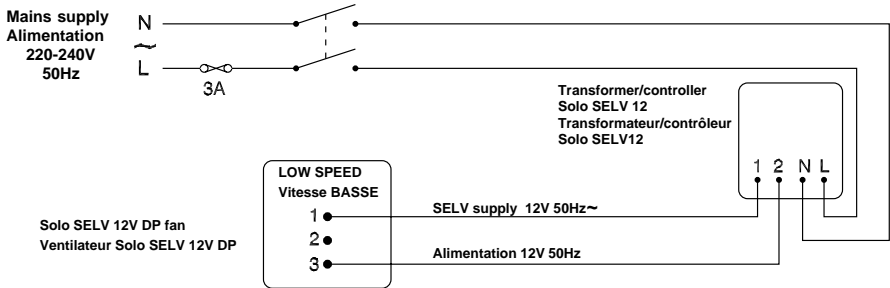 Mains supply
Alimentation
220-240V
50Hz
N
~
L
3A
Transformer/controller
Solo SELV 12
Transformateur/contrôleur
Solo SELV12
1 2 N L
LOW SPEED
Vitesse BASSE
1
2
3
SELV supply 12V 50Hz~
Alimentation 12V 50Hz
Solo SELV 12V DP fan
Ventilateur Solo SELV 12V DP